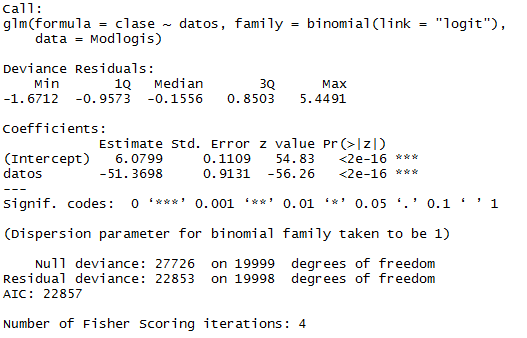 Call:
glm(formula = clase ~ datos, family = binomial(link = "logit"),
    data = Modlogis)
Deviance Residuals:
    Min       1Q   Median       3Q      Max
-1.6712  -0.9573  -0.1556   0.8503   5.4491
Coefficients:
            Estimate Std. Error z value Pr(>|z|)
(Intercept)   6.0799     0.1109   54.83   <2e-16 ***
datos       -51.3698     0.9131  -56.26   <2e-16 ***
---
Signif. codes:  0 ‘***’ 0.001 ‘**’ 0.01 ‘*’ 0.05 ‘.’ 0.1 ‘ ’ 1
(Dispersion parameter for binomial family taken to be 1)
    Null deviance: 27726  on 19999  degrees of freedom
Residual deviance: 22853  on 19998  degrees of freedom
AIC: 22857
Number of Fisher Scoring iterations: 4